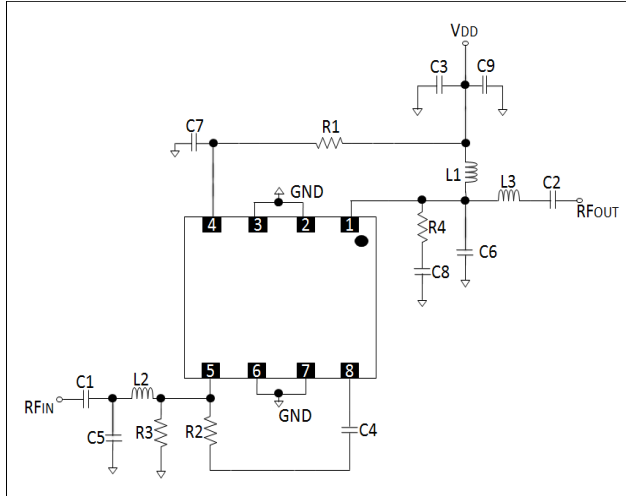 VDD
C3
C9
C7
R1
L1
L3
C2
GND
RFOUT
4
3
2
1
R4
C6
C8
5
6
7
8
C1
L2
RFIN
GND
C5
R3
R2
C4